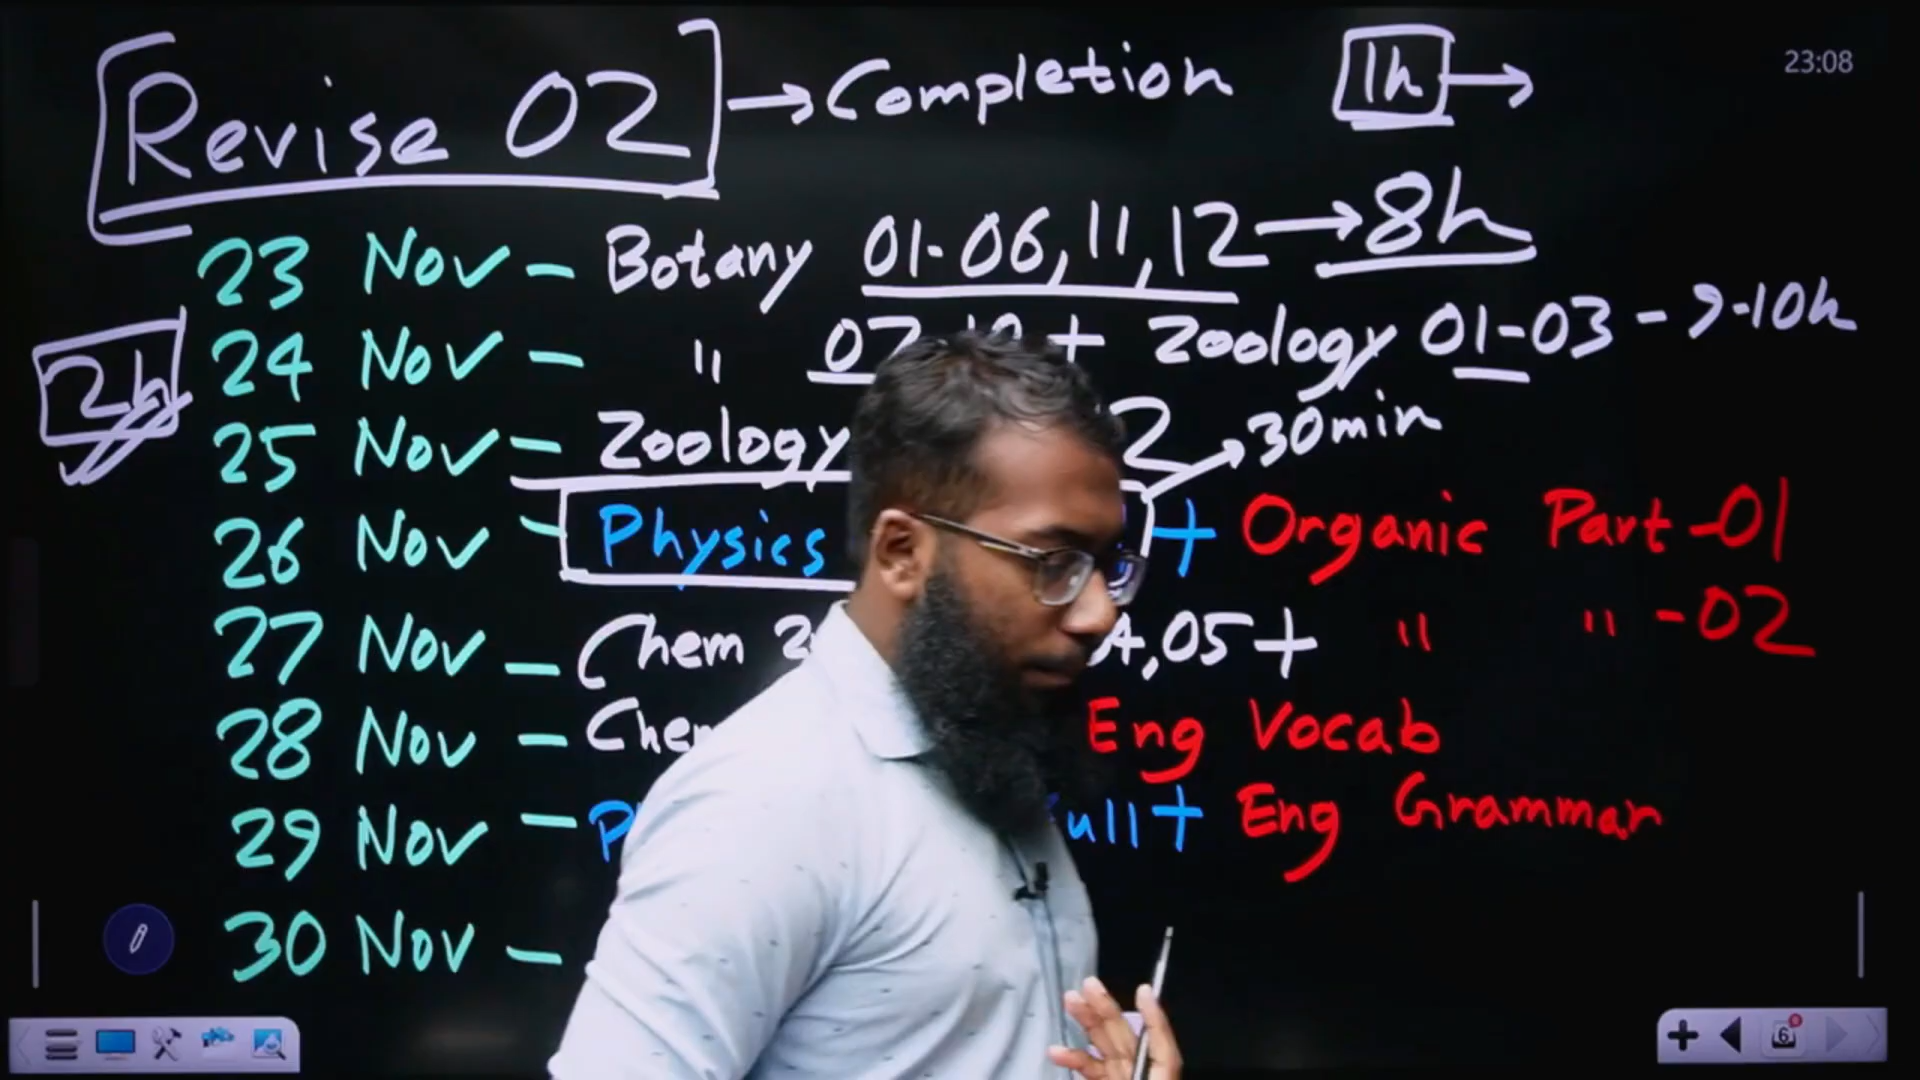 Revise 02 → Completion 1h →
23:08
23 Nov - Botany 01-06, 11, 12 → 8h
2h
24 Nov - " 07 + Zoology 01-03 - 9-10h
25 Nov - Zoology 2 → 30min
26 Nov - Physics + Organic Part-01
27 Nov - Chem 05 + " " -02
28 Nov - Eng Vocab
29 Nov - + Eng Grammar
30 Nov -
6